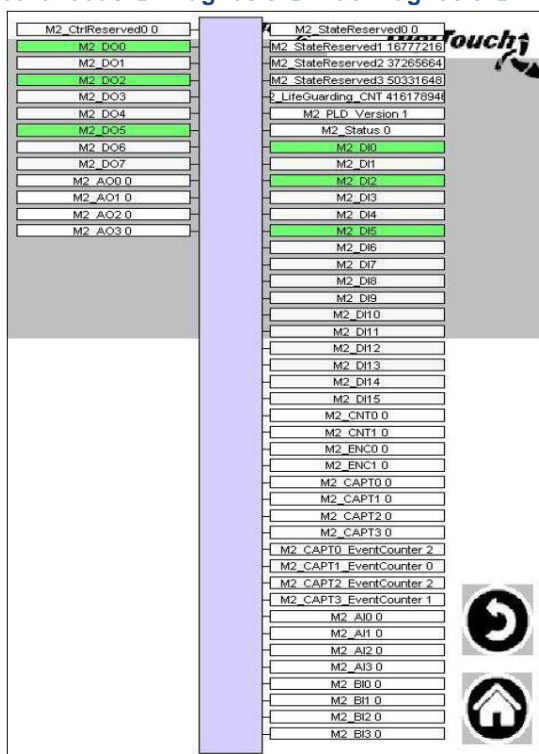 M2_CtrlReserved0 0
M2_DO0
M2_DO1
M2_DO2
M2_DO3
M2_DO4
M2_DO5
M2_DO6
M2_DO7
M2_AO0 0
M2_AO1 0
M2_AO2 0
M2_AO3 0
M2_StateReserved0 0
M2_StateReserved1 16777216
M2_StateReserved2 37265664
M2_StateReserved3 50331648
2_LifeGuarding_CNT 416178946
M2_PLD_Version 1
M2_Status 0
M2_DI0
M2_DI1
M2_DI2
M2_DI3
M2_DI4
M2_DI5
M2_DI6
M2_DI7
M2_DI8
M2_DI9
M2_DI10
M2_DI11
M2_DI12
M2_DI13
M2_DI14
M2_DI15
M2_CNT0 0
M2_CNT1 0
M2_ENC0 0
M2_ENC1 0
M2_CAPT0 0
M2_CAPT1 0
M2_CAPT2 0
M2_CAPT3 0
M2_CAPT0_EventCounter 2
M2_CAPT1_EventCounter 0
M2_CAPT2_EventCounter 2
M2_CAPT3_EventCounter 1
M2_AI0 0
M2_AI1 0
M2_AI2 0
M2_AI3 0
M2_BI0 0
M2_BI1 0
M2_BI2 0
M2_BI3 0
Touch